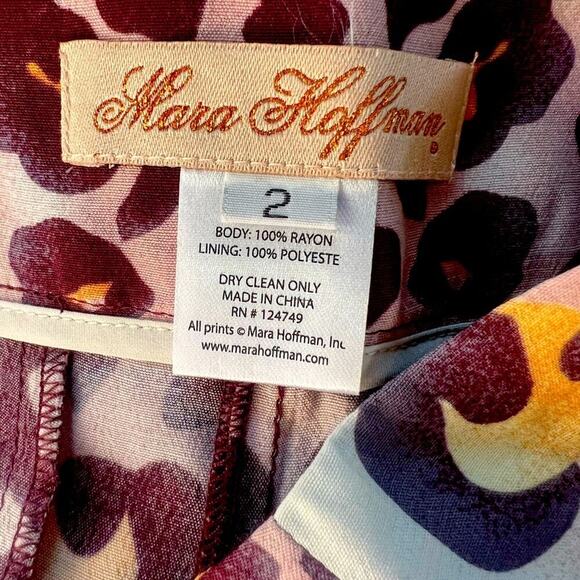 Mara Hoffman®
2
BODY: 100% RAYON
LINING: 100% POLYESTE
DRY CLEAN ONLY
MADE IN CHINA
RN # 124749
All prints © Mara Hoffman, Inc
www.marahoffman.com